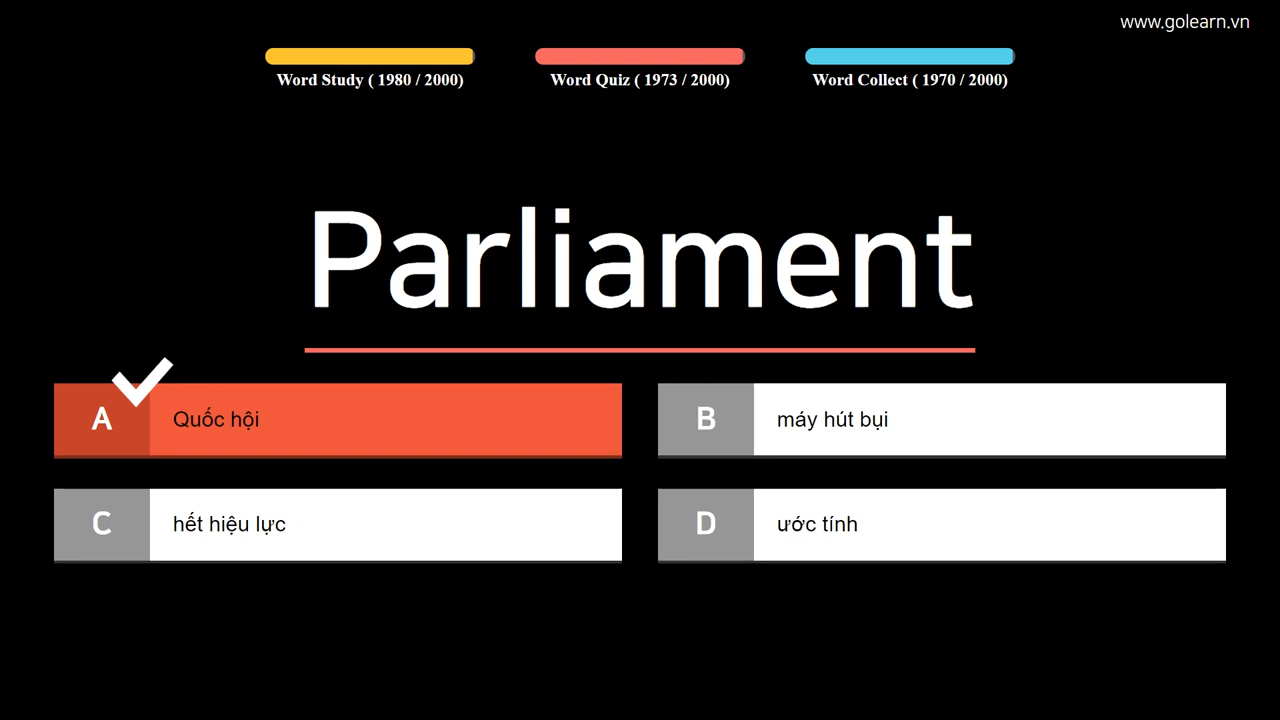 www.golearn.vn
Word Study ( 1980 / 2000)
Word Quiz ( 1973 / 2000)
Word Collect ( 1970 / 2000)
Parliament
A Quốc hội
B máy hút bụi
C hết hiệu lực
D ước tính